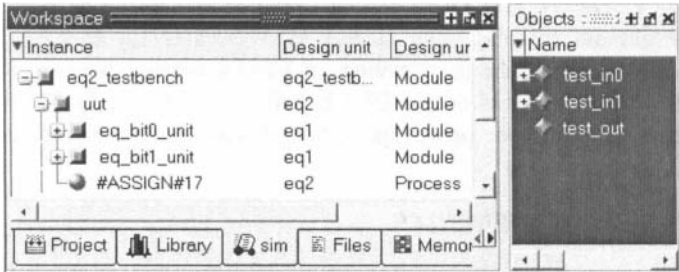 Workspace
Instance Design unit Design ur
eq2_testbench eq2_testb... Module
uut eq2 Module
eq_bit0_unit eq1 Module
eq_bit1_unit eq1 Module
#ASSIGN#17 eq2 Process
Project Library sim Files Memor
Objects
Name
test_in0
test_in1
test_out